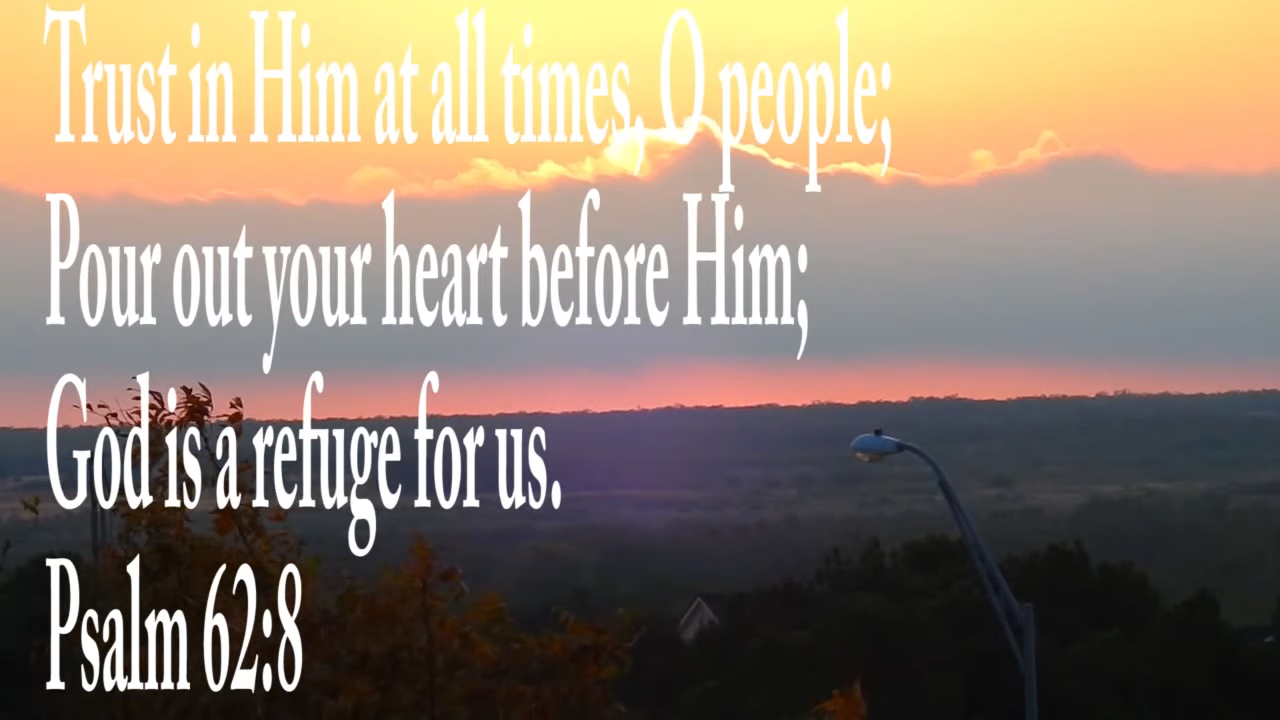 Trust in Him at all times, O people;
Pour out your heart before Him;
God is a refuge for us.
Psalm 62:8